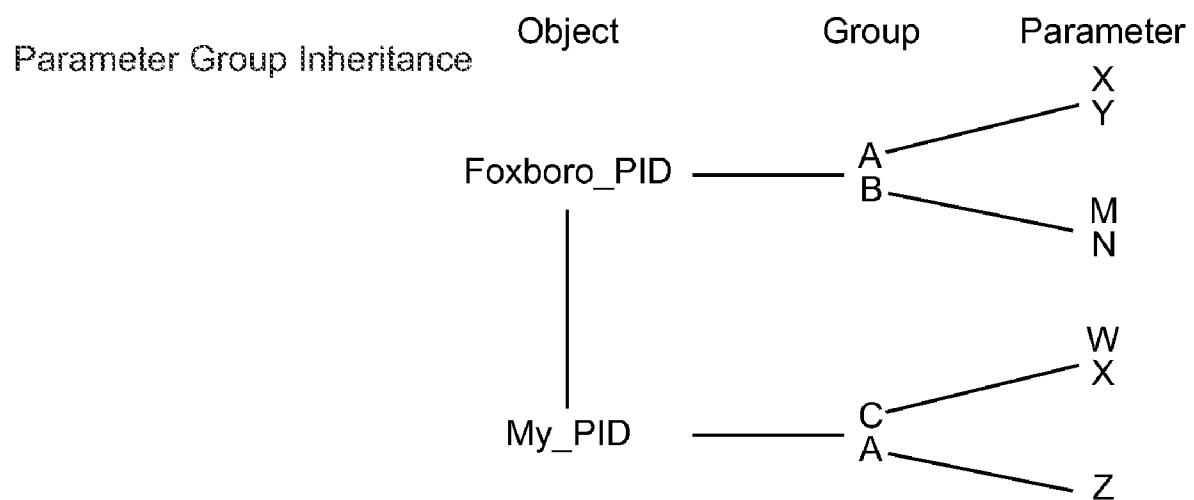 Object Group Parameter
Parameter Group Inheritance
X
Y
A
Foxboro_PID
B
M
N
W
X
C
My_PID
A
Z